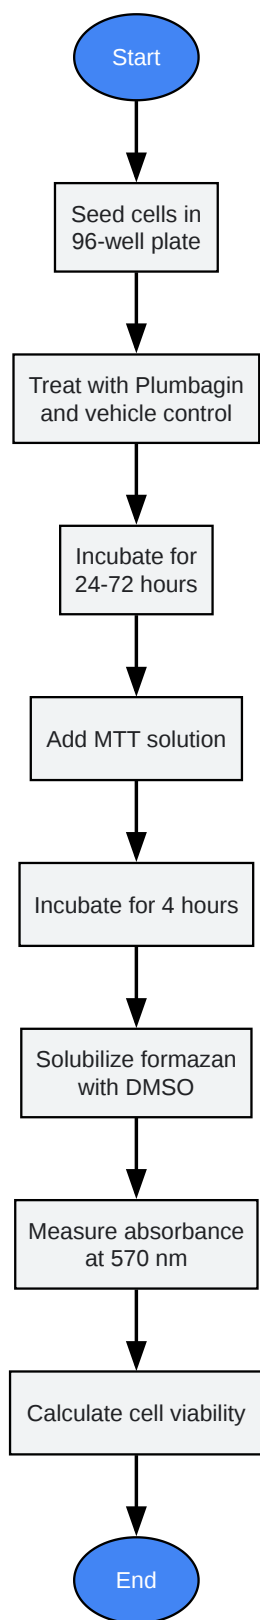 Start
Seed cells in
96-well plate
Treat with Plumbagin
and vehicle control
Incubate for
24-72 hours
Add MTT solution
Incubate for 4 hours
Solubilize formazan
with DMSO
Measure absorbance
at 570 nm
Calculate cell viability
End